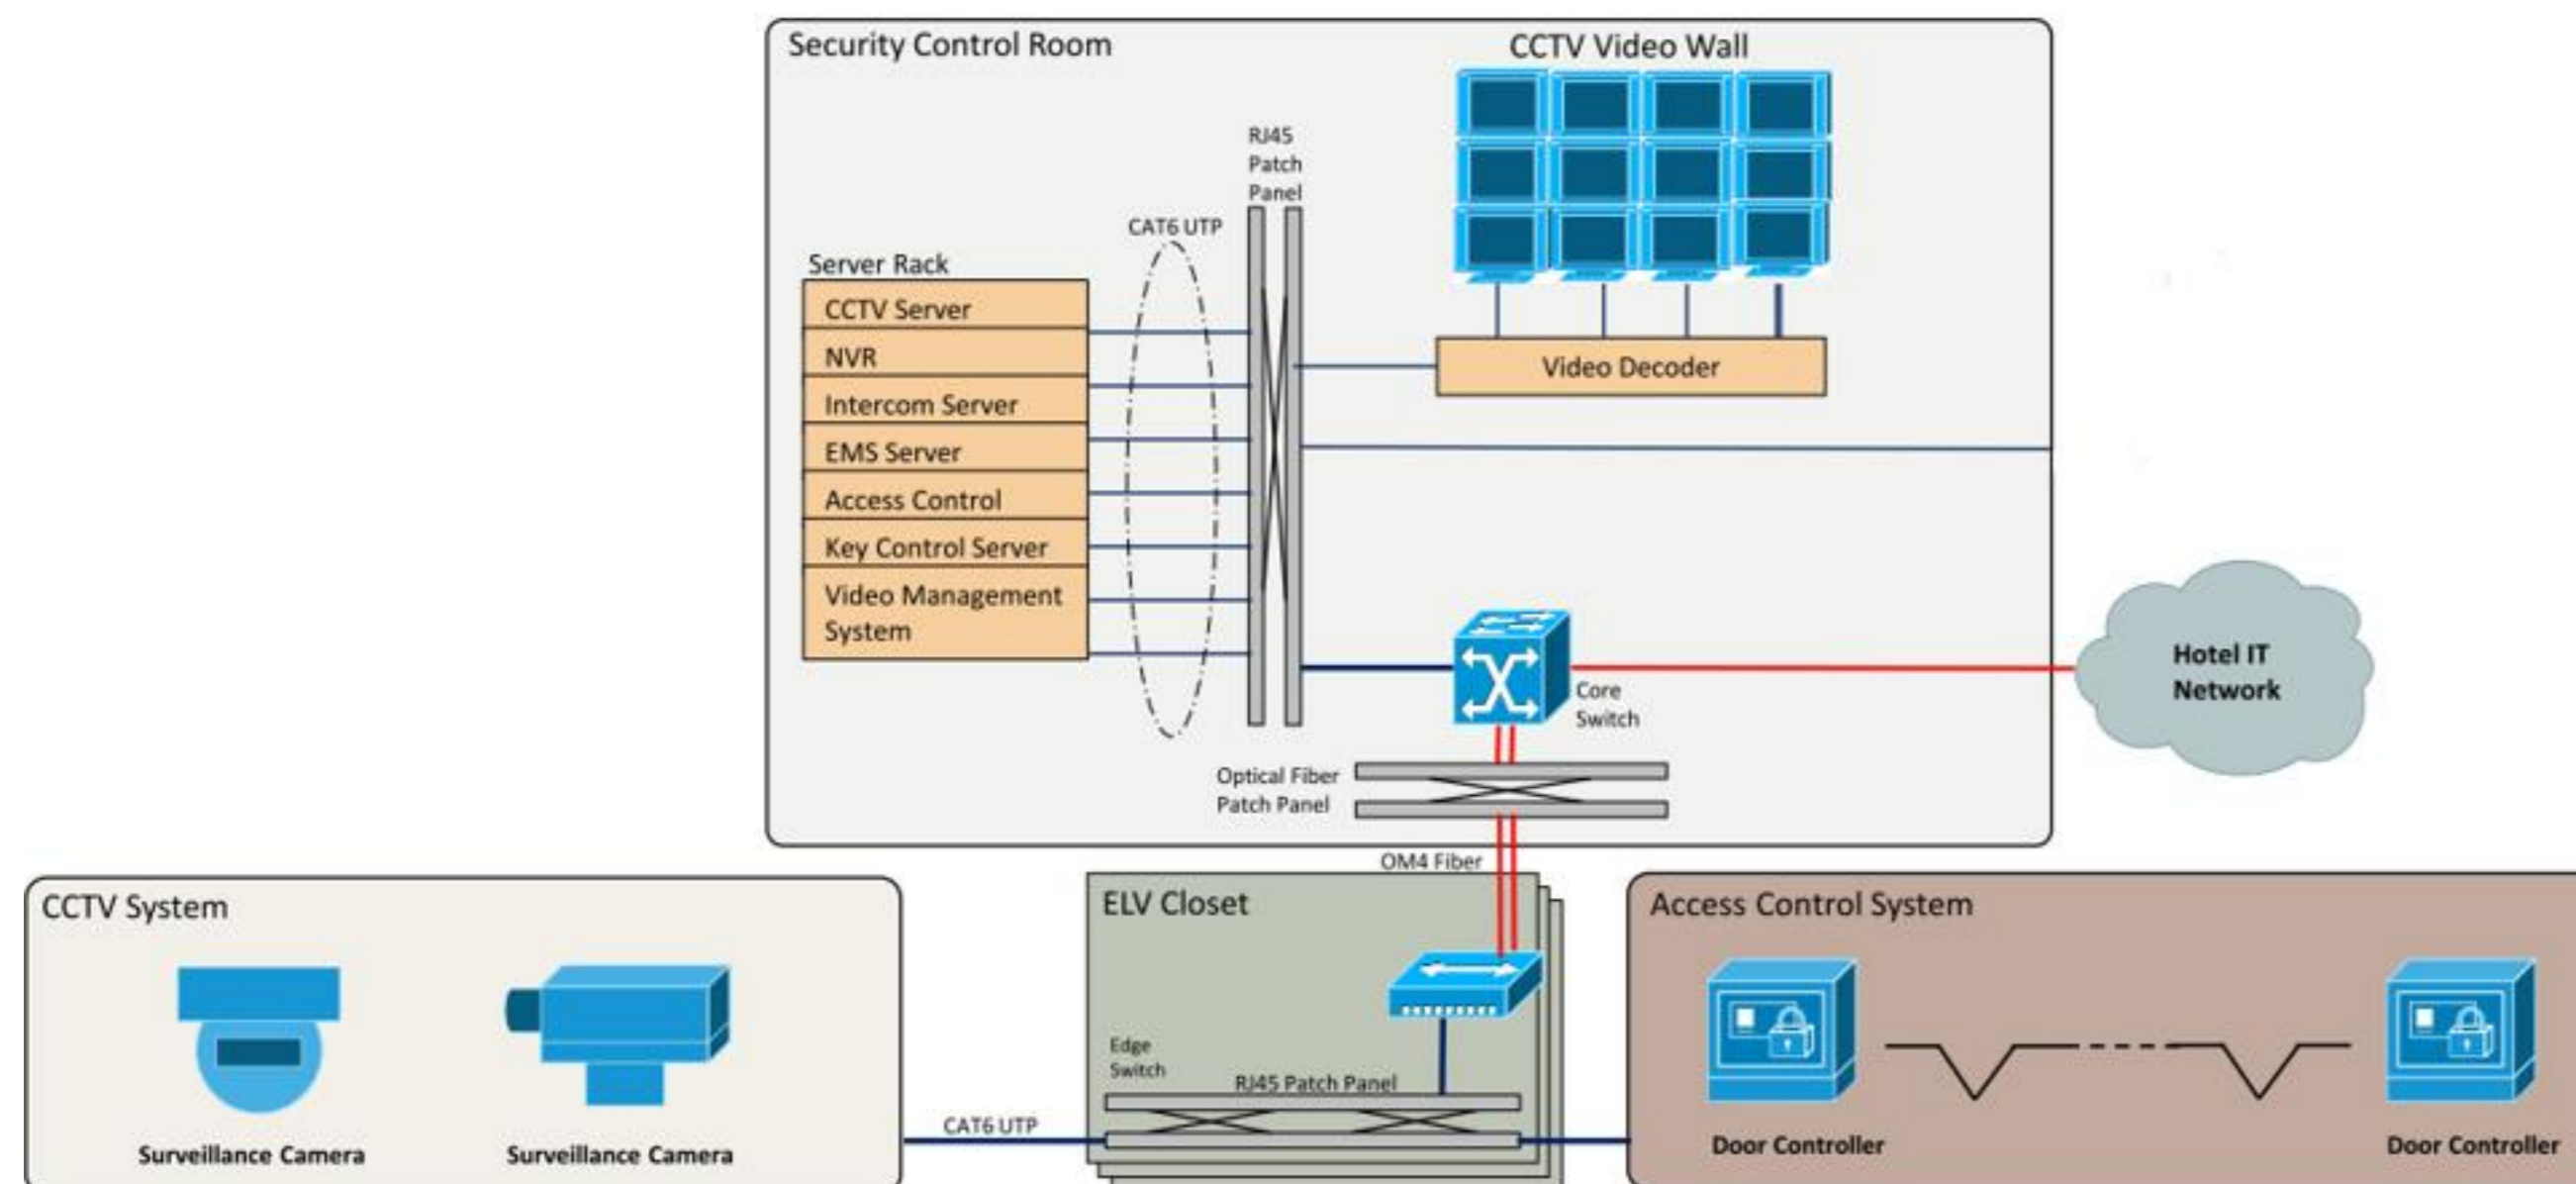 Security Control Room
CCTV Video Wall
RJ45
Patch
Panel
CAT6 UTP
Server Rack
CCTV Server
NVR
Intercom Server
EMS Server
Access Control
Key Control Server
Video Management
System
Video Decoder
Core
Switch
Hotel IT
Network
Optical Fiber
Patch Panel
OM4 Fiber
CCTV System
Surveillance Camera
Surveillance Camera
CAT6 UTP
ELV Closet
Edge
Switch
RJ45 Patch Panel
Access Control System
Door Controller
Door Controller